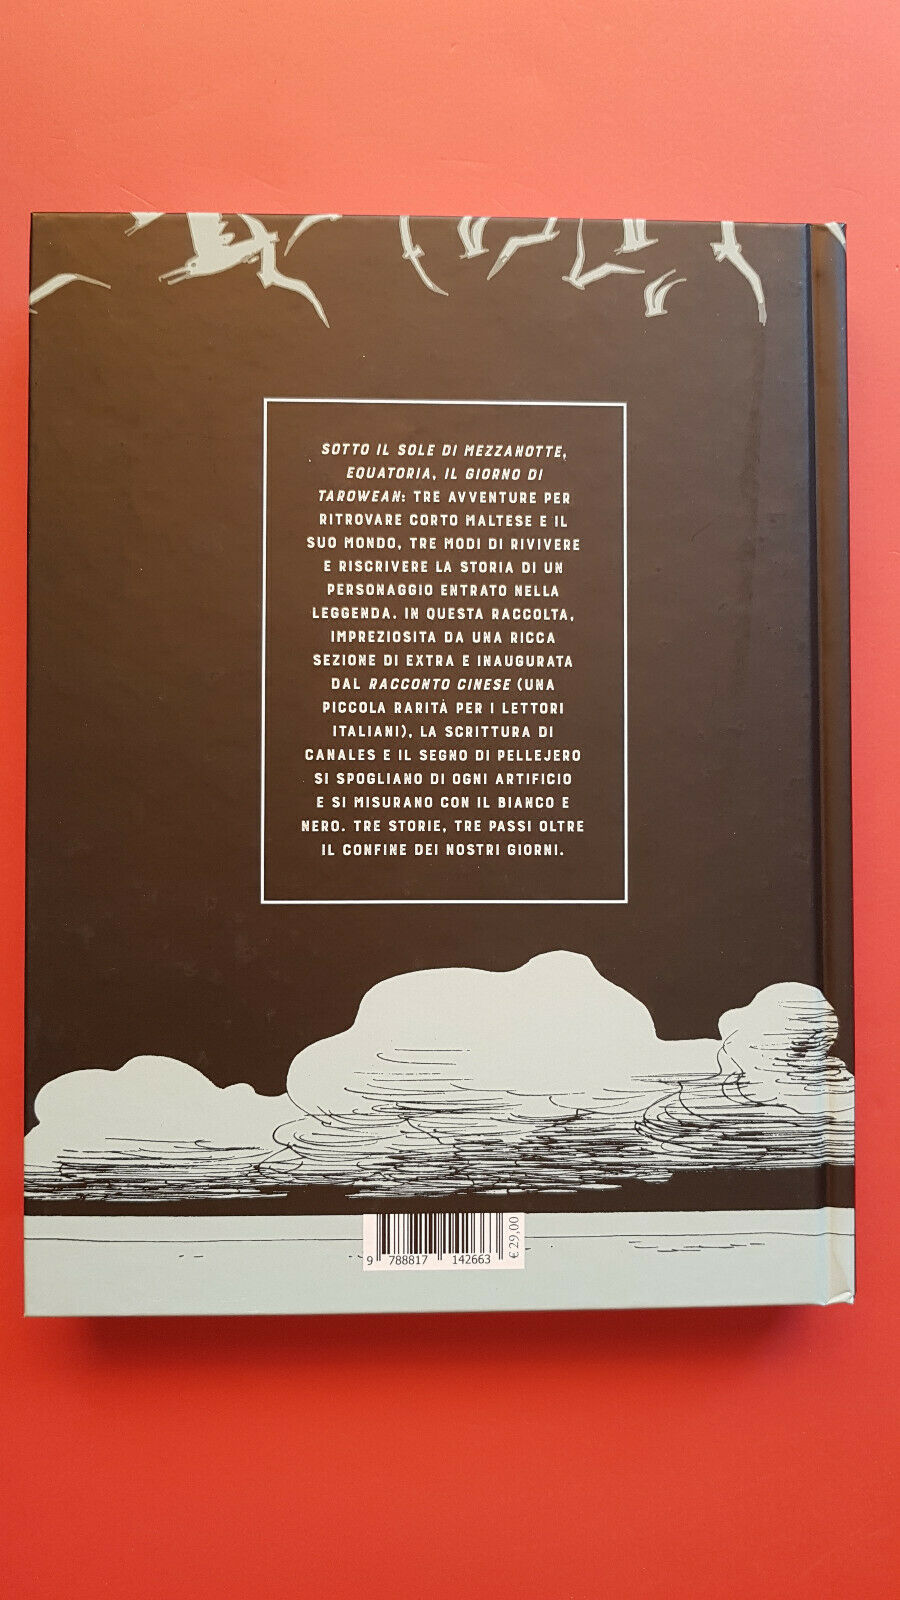 SOTTO IL SOLE DI MEZZANOTTE,
EQUATORIA, IL GIORNO DI
TAROWEAN: TRE AVVENTURE PER
RITROVARE CORTO MALTESE E IL
SUO MONDO, TRE MODI DI RIVIVERE
E RISCRIVERE LA STORIA DI UN
PERSONAGGIO ENTRATO NELLA
LEGGENDA. IN QUESTA RACCOLTA,
IMPREZIOSITA DA UNA RICCA
SEZIONE DI EXTRA E INAUGURATA
DAL RACCONTO CINESE (UNA
PICCOLA RARITÀ PER I LETTORI
ITALIANI), LA SCRITTURA DI
CANALES E IL SEGNO DI PELLEJERO
SI SPOGLIANO DI OGNI ARTIFICIO
E SI MISURANO CON IL BIANCO E
NERO. TRE STORIE, TRE PASSI OLTRE
IL CONFINE DEI NOSTRI GIORNI.
9 788817 142663
€ 29,00